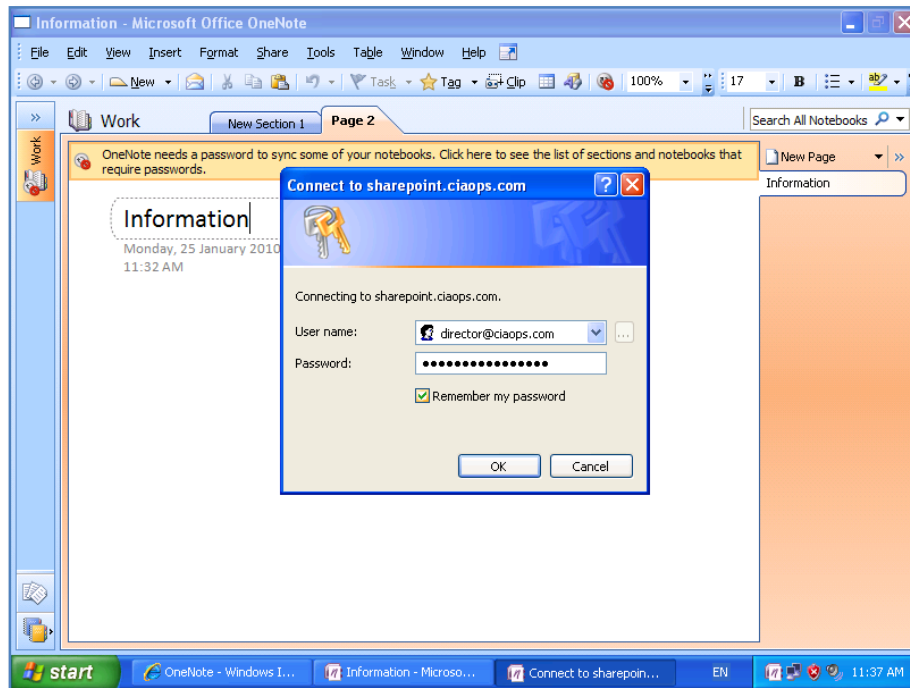 Information - Microsoft Office OneNote
File Edit View Insert Format Share Tools Table Window Help
New Task Tag Clip 100% 17 B ab
Work New Section 1 Page 2 Search All Notebooks
Work
OneNote needs a password to sync some of your notebooks. Click here to see the list of sections and notebooks that
require passwords.
New Page
Information
Information
Monday, 25 January 2010
11:32 AM
Connect to sharepoint.ciaops.com
Connecting to sharepoint.ciaops.com.
User name: director@ciaops.com
Password: ••••••••••••••••
Remember my password
OK Cancel
start OneNote - Windows I... Information - Microso... Connect to sharepoin... EN 11:37 AM